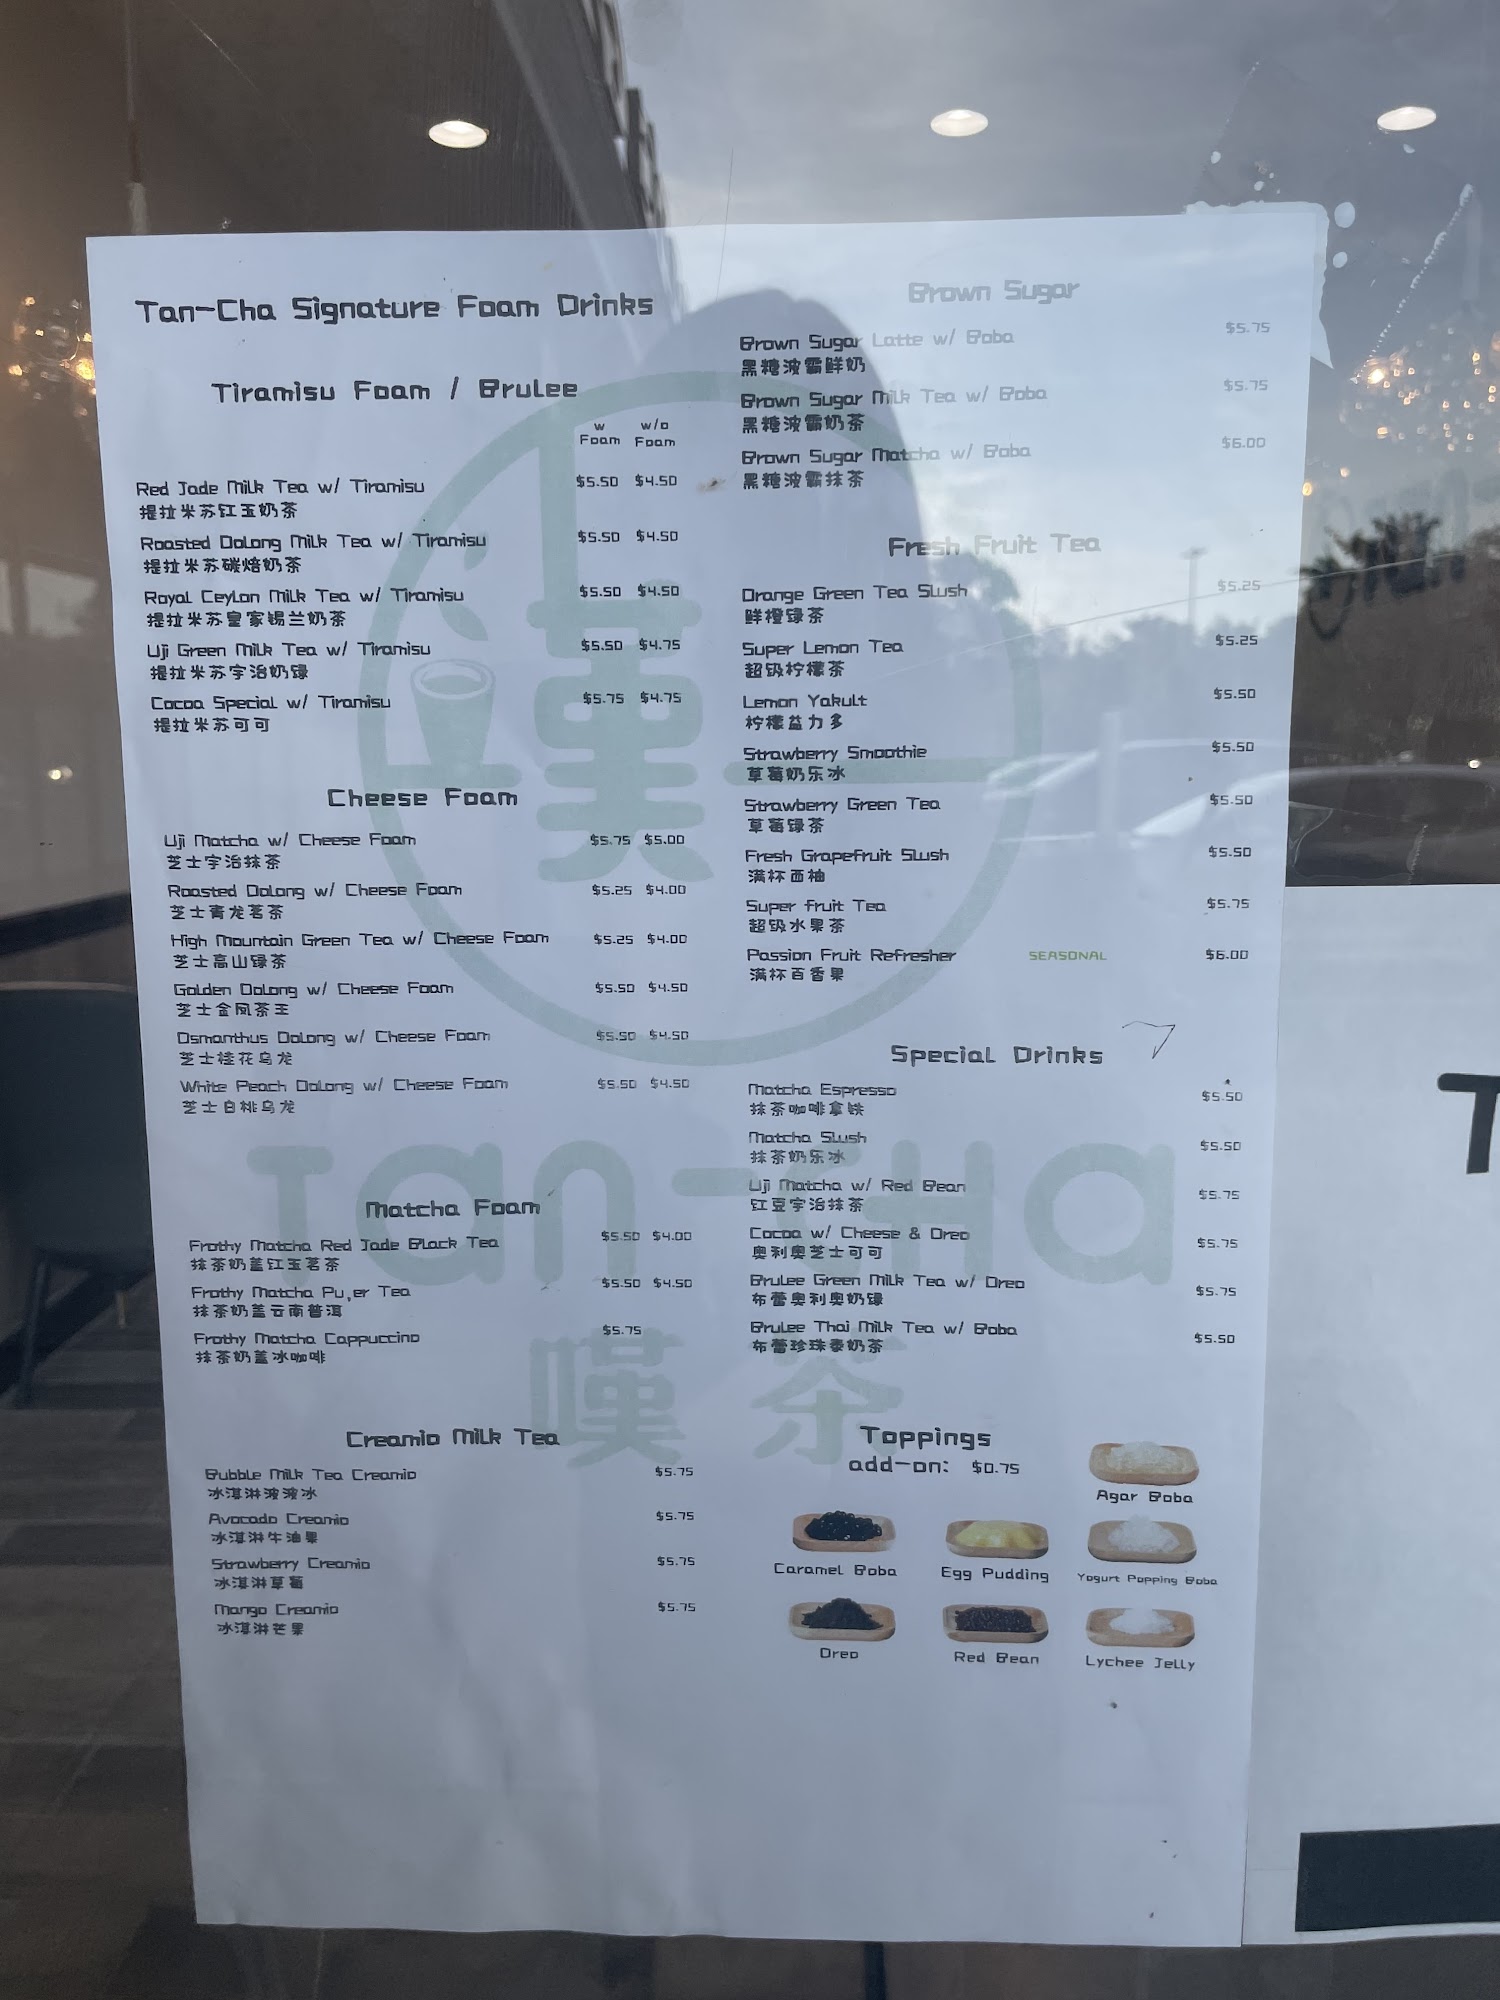 Tan-Cha Signature Foam Drinks
Tiramisu Foam / Brulee
w Foam w/o Foam
Red Jade Milk Tea w/ Tiramisu $5.50 $4.50
提拉米苏红玉奶茶
Roasted Oolong Milk Tea w/ Tiramisu $5.50 $4.50
提拉米苏碳焙奶茶
Royal Ceylon Milk Tea w/ Tiramisu $5.50 $4.50
提拉米苏皇家锡兰奶茶
Uji Green Milk Tea w/ Tiramisu $5.50 $4.75
提拉米苏宇治奶绿
Cocoa Special w/ Tiramisu $5.75 $4.75
提拉米苏可可
Cheese Foam
Uji Matcha w/ Cheese Foam $5.75 $5.00
芝士宇治抹茶
Roasted Oolong w/ Cheese Foam $5.25 $4.00
芝士青龙茗茶
High Mountain Green Tea w/ Cheese Foam $5.25 $4.00
芝士高山绿茶
Golden Oolong w/ Cheese Foam $5.50 $4.50
芝士金凤茶王
Osmanthus Oolong w/ Cheese Foam $5.50 $4.50
芝士桂花乌龙
White Peach Oolong w/ Cheese Foam $5.50 $4.50
芝士白桃乌龙
Matcha Foam
Frothy Matcha Red Jade Black Tea $5.50 $4.00
抹茶奶盖红玉茗茶
Frothy Matcha Pu,er Tea $5.50 $4.50
抹茶奶盖云南普洱
Frothy Matcha Cappuccino $5.75
抹茶奶盖冰咖啡
Creamio Milk Tea
Bubble Milk Tea Creamio $5.75
冰淇淋波波冰
Avocado Creamio $5.75
冰淇淋牛油果
Strawberry Creamio $5.75
冰淇淋草莓
Mango Creamio $5.75
冰淇淋芒果
Brown Sugar
Brown Sugar Latte w/ Boba $5.75
黑糖波霸鲜奶
Brown Sugar Milk Tea w/ Boba $5.75
黑糖波霸奶茶
Brown Sugar Matcha w/ Boba $6.00
黑糖波霸抹茶
Fresh Fruit Tea
Orange Green Tea Slush $5.25
鲜橙绿茶
Super Lemon Tea $5.25
超级柠檬茶
Lemon Yakult $5.50
柠檬益力多
Strawberry Smoothie $5.50
草莓奶乐冰
Strawberry Green Tea $5.50
草莓绿茶
Fresh Grapefruit Slush $5.50
满杯西柚
Super fruit Tea $5.75
超级水果茶
Passion Fruit Refresher SEASONAL $6.00
满杯百香果
Special Drinks
Matcha Espresso $5.50
抹茶咖啡拿铁
Matcha Slush $5.50
抹茶奶乐冰
Uji Matcha w/ Red Bean $5.75
红豆宇治抹茶
Cocoa w/ Cheese & Oreo $5.75
奥利奥芝士可可
Brulee Green Milk Tea w/ Oreo $5.75
布蕾奥利奥奶绿
Brulee Thai Milk Tea w/ Boba $5.50
布蕾珍珠泰奶茶
Toppings
add-on: $0.75
Agar Boba
Caramel Boba
Egg Pudding
Yogurt Popping Boba
Oreo
Red Bean
Lychee Jelly
Tan-CHa
嘆茶
T